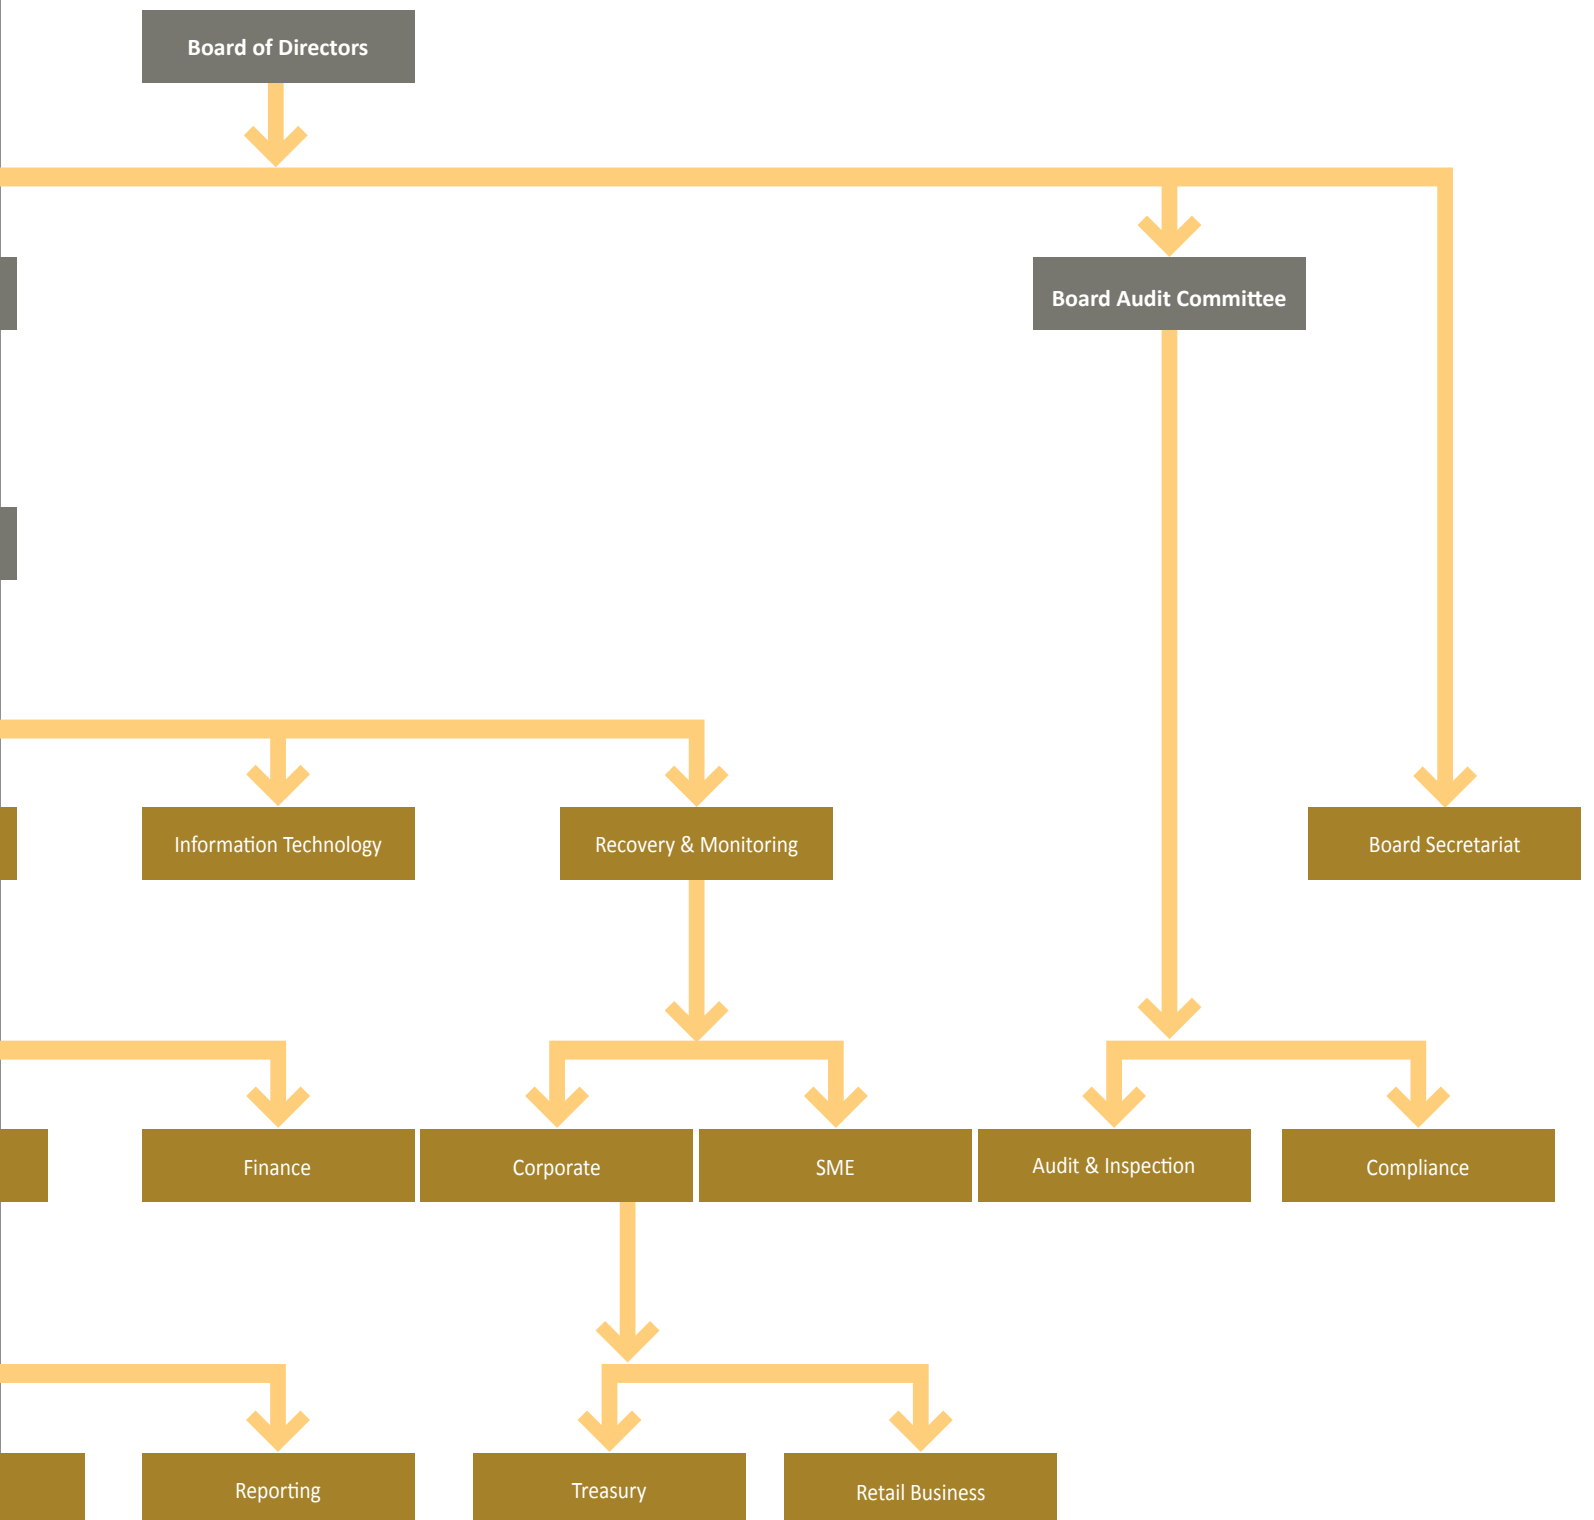 Board of Directors
Board Audit Committee
Information Technology
Recovery & Monitoring
Board Secretariat
Finance
Corporate
SME
Audit & Inspection
Compliance
Reporting
Treasury
Retail Business